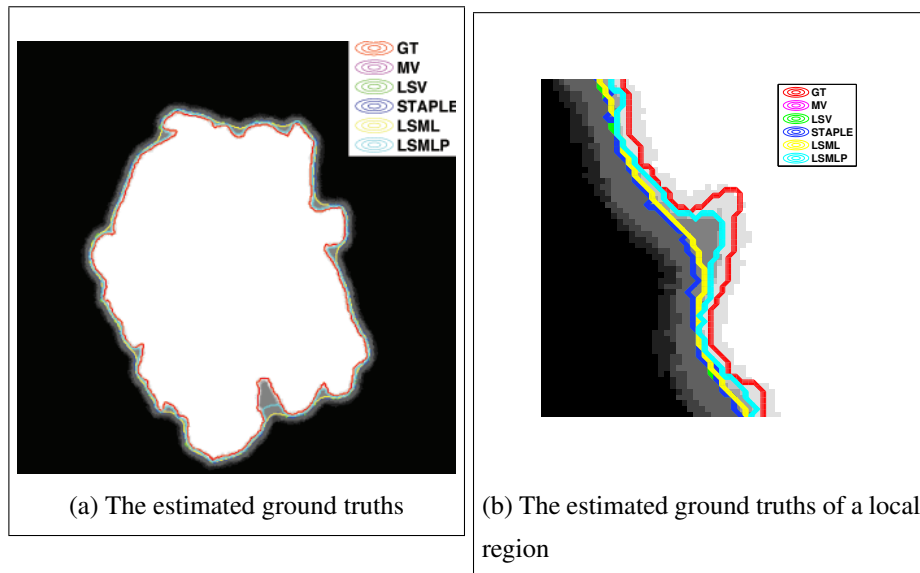 GT
MV
LSV
STAPLE
LSML
LSMLP
(a) The estimated ground truths
GT
MV
LSV
STAPLE
LSML
LSMLP
(b) The estimated ground truths of a local
region